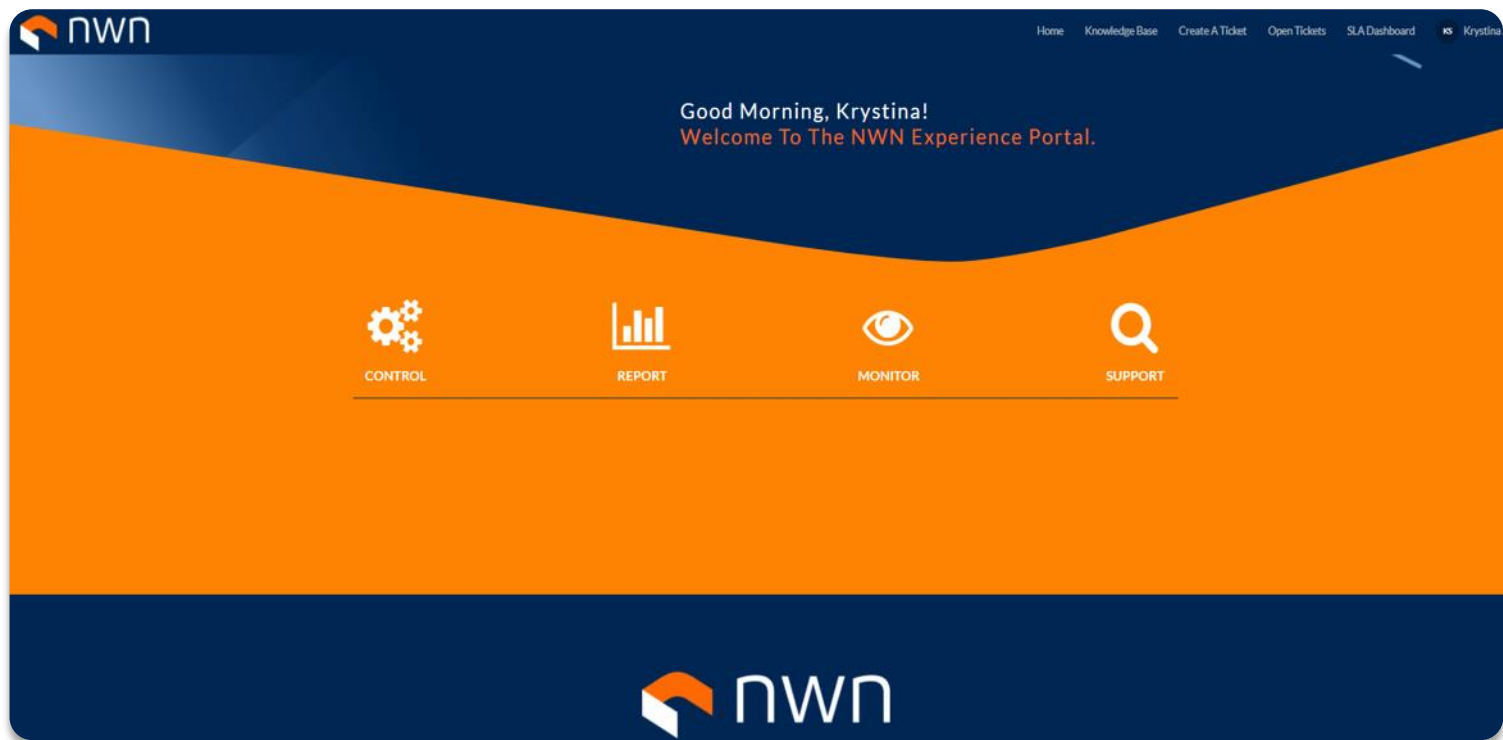 nwn
Home Knowledge Base Create A Ticket Open Tickets SLA Dashboard KS Krystina
Good Morning, Krystina!
Welcome To The NWN Experience Portal.
CONTROL REPORT MONITOR SUPPORT
nwn